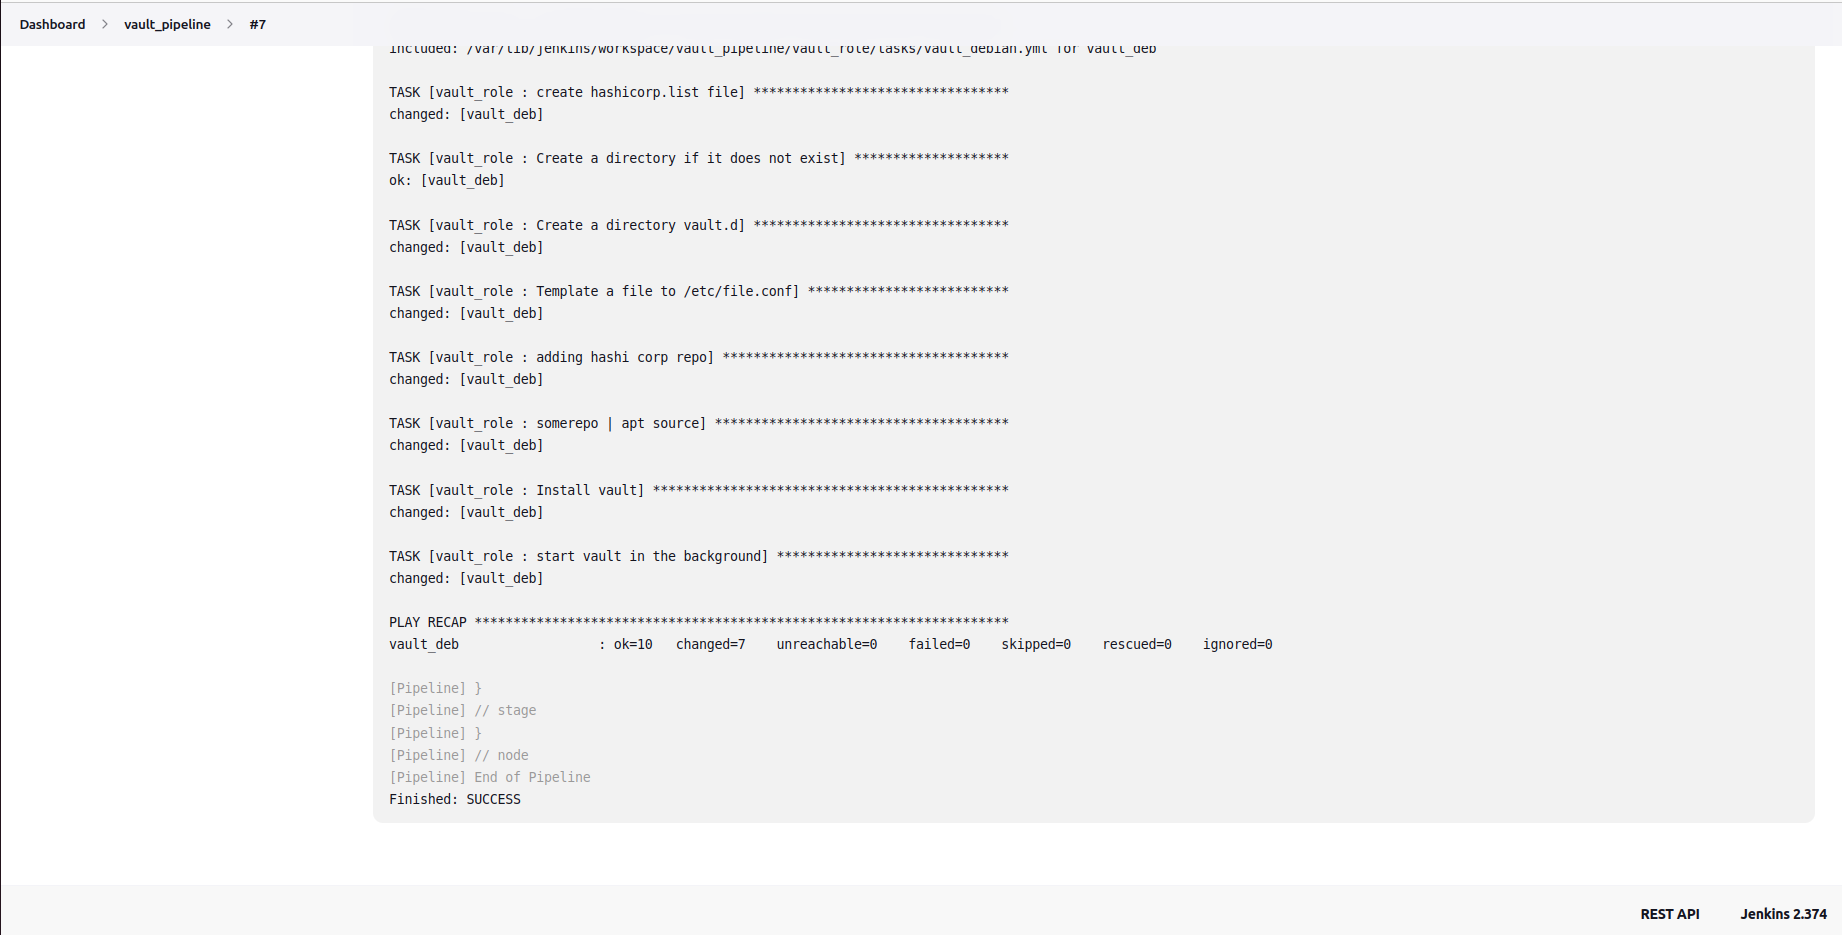 Dashboard > vault_pipeline > #7
included: /var/lib/jenkins/workspace/vault_pipeline/vault_role/tasks/vault_debian.yml for vault_deb
TASK [vault_role : create hashicorp.list file] *********************************
changed: [vault_deb]
TASK [vault_role : Create a directory if it does not exist] ********************
ok: [vault_deb]
TASK [vault_role : Create a directory vault.d] *********************************
changed: [vault_deb]
TASK [vault_role : Template a file to /etc/file.conf] **************************
changed: [vault_deb]
TASK [vault_role : adding hashi corp repo] *************************************
changed: [vault_deb]
TASK [vault_role : somerepo | apt source] **************************************
changed: [vault_deb]
TASK [vault_role : Install vault] **********************************************
changed: [vault_deb]
TASK [vault_role : start vault in the background] ******************************
changed: [vault_deb]
PLAY RECAP *********************************************************************
vault_deb                  : ok=10   changed=7    unreachable=0    failed=0    skipped=0    rescued=0    ignored=0
[Pipeline] }
[Pipeline] // stage
[Pipeline] }
[Pipeline] // node
[Pipeline] End of Pipeline
Finished: SUCCESS
REST API Jenkins 2.374